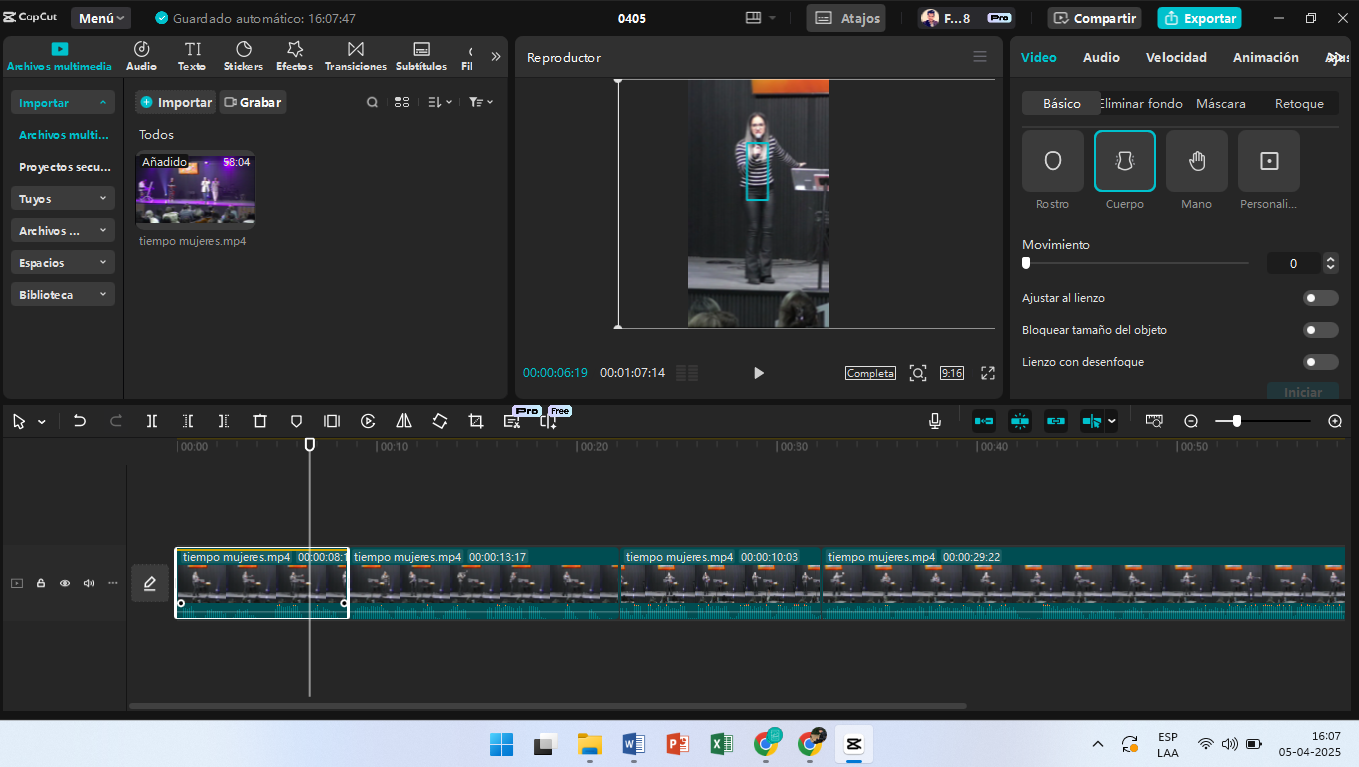 CapCut
Menú
Guardado automático: 16:07:47
0405
Atajos
F...8
Pro
Compartir
Exportar
Archivos multimedia
Audio
Texto
Stickers
Efectos
Transiciones
Subtítulos
Fil
Reproductor
Video
Audio
Velocidad
Animación
Importar
Archivos multi...
Proyectos secu...
Tuyos
Archivos ...
Espacios
Biblioteca
Importar
Grabar
Todos
Añadido
58:04
tiempo mujeres.mp4
00:00:06:19
00:01:07:14
Completa
9:16
Básico
Eliminar fondo
Máscara
Retoque
Rostro
Cuerpo
Mano
Personali...
Movimiento
0
Ajustar al lienzo
Bloquear tamaño del objeto
Lienzo con desenfoque
Iniciar
Pro
Free
00:00
00:10
00:20
00:30
00:40
00:50
tiempo mujeres.mp4 00:00:08:1
tiempo mujeres.mp4 00:00:13:17
tiempo mujeres.mp4 00:00:10:03
tiempo mujeres.mp4 00:00:29:22
ESP
LAA
16:07
05-04-2025